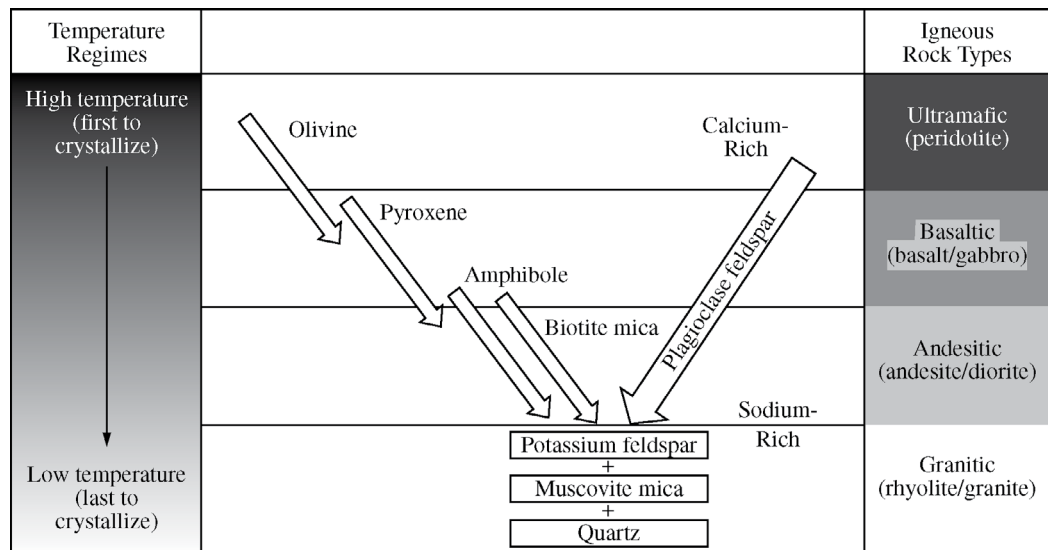 Temperature
Regimes
Igneous
Rock Types
High temperature
(first to
crystallize)
Olivine
Calcium-
Rich
Ultramafic
(peridotite)
Pyroxene
Plagioclase feldspar
Basaltic
(basalt/gabbro)
Amphibole
Biotite mica
Andesitic
(andesite/diorite)
Sodium-
Rich
Low temperature
(last to
crystallize)
Potassium feldspar
+
Muscovite mica
+
Quartz
Granitic
(rhyolite/granite)